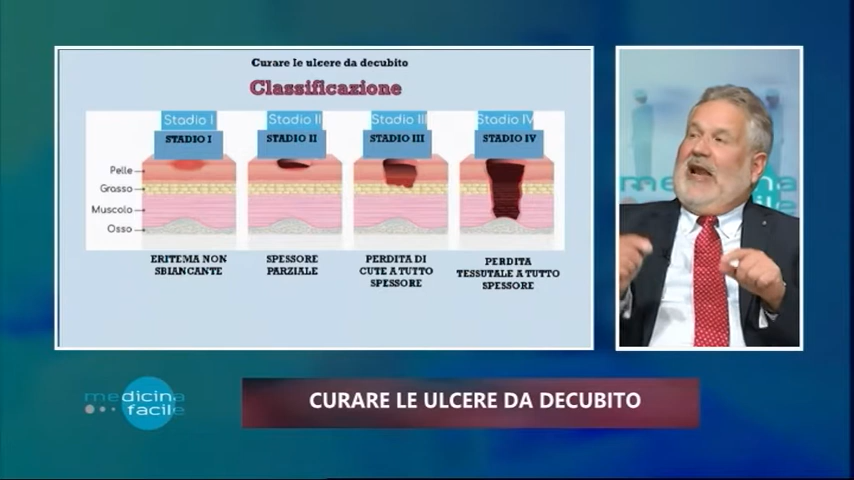 Curare le ulcere da decubito
Classificazione
Stadio I
Stadio II
Stadio III
Stadio IV
STADIO I
STADIO II
STADIO III
STADIO IV
Pelle
Grasso
Muscolo
Osso
ERITEMA NON
SBIANCANTE
SPESSORE
PARZIALE
PERDITA DI
CUTE A TUTTO
SPESSORE
PERDITA
TESSUTALE A TUTTO
SPESSORE
medicina
facile
medicina
facile
CURARE LE ULCERE DA DECUBITO